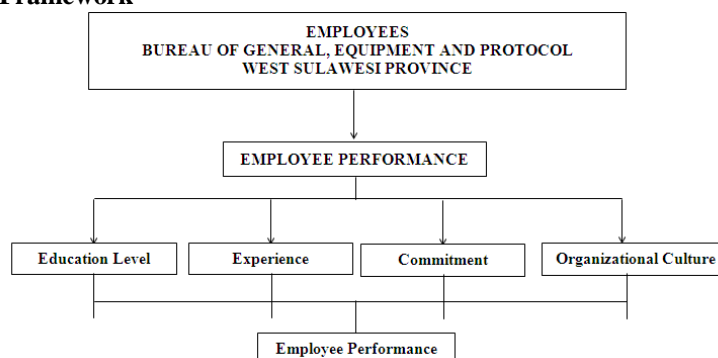 Framework
EMPLOYEES
BUREAU OF GENERAL, EQUIPMENT AND PROTOCOL
WEST SULAWESI PROVINCE
EMPLOYEE PERFORMANCE
Education Level
Experience
Commitment
Organizational Culture
Employee Performance